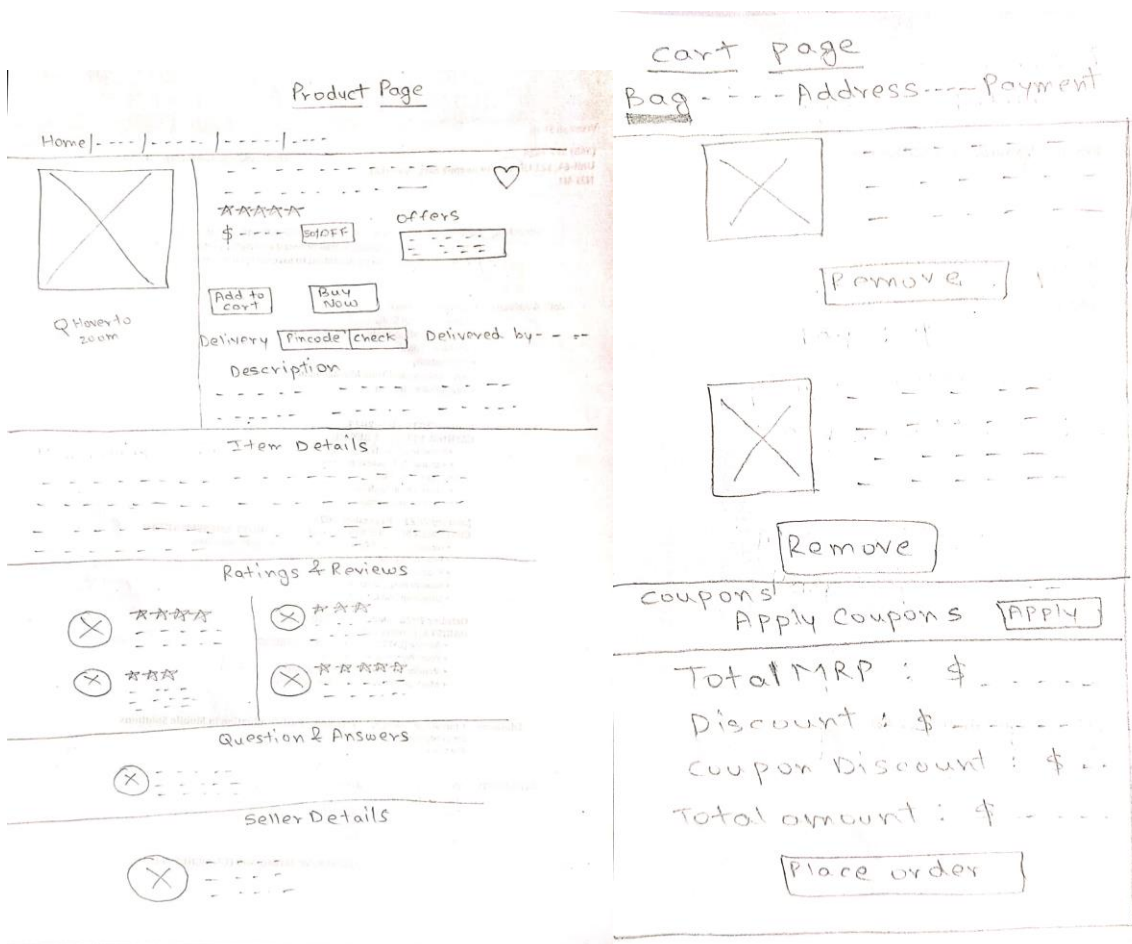 Product Page
Home
offers
$ 50% OFF
Add to cart
Buy Now
Hover to zoom
Delivery Pincode check Delivered by
Description
Item Details
Ratings & Reviews
Question & Answers
Seller Details
cart page
Bag - - - - Address - - - - Payment
Remove
Remove
Coupons
Apply Coupons Apply
Total MRP : $
Discount : $
Coupon Discount : $
Total amount : $
Place order